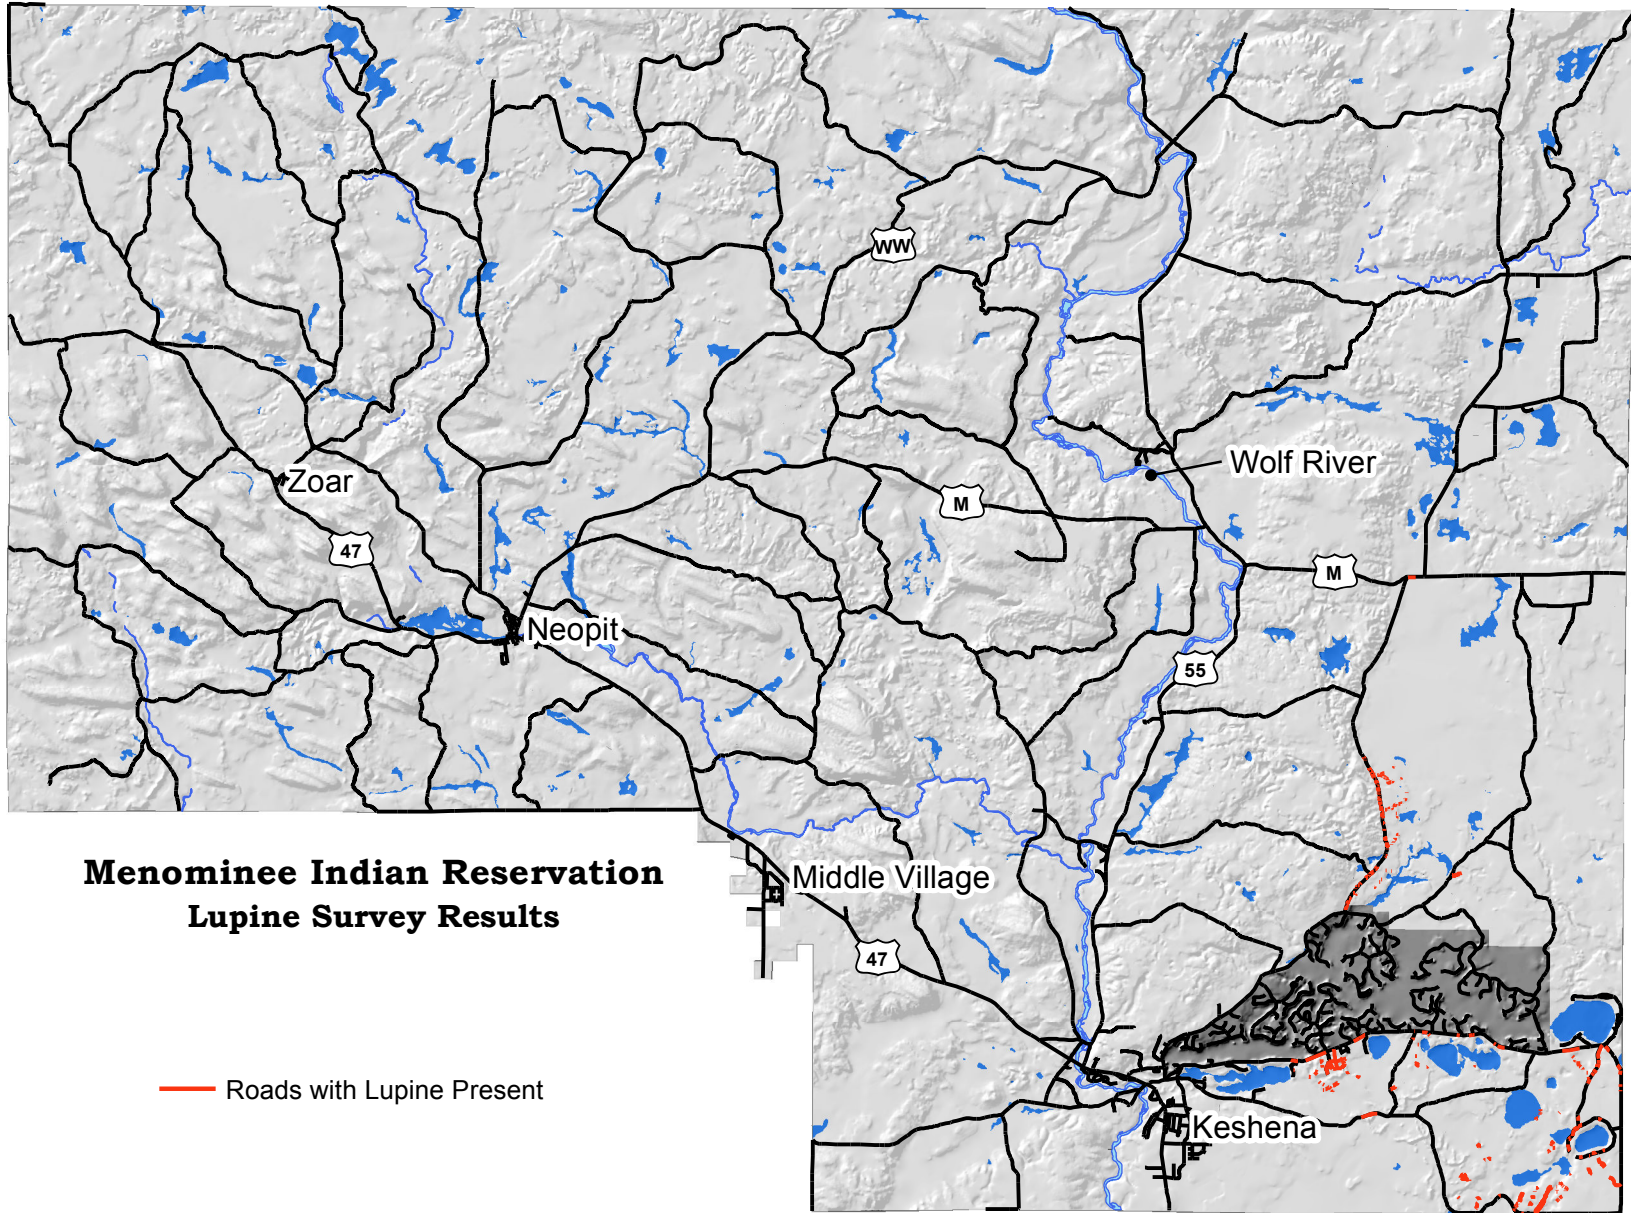 WW
Wolf River
Zoar
M
47
M
Neopit
55
Menominee Indian Reservation
Lupine Survey Results
Middle Village
47
Roads with Lupine Present
Keshena